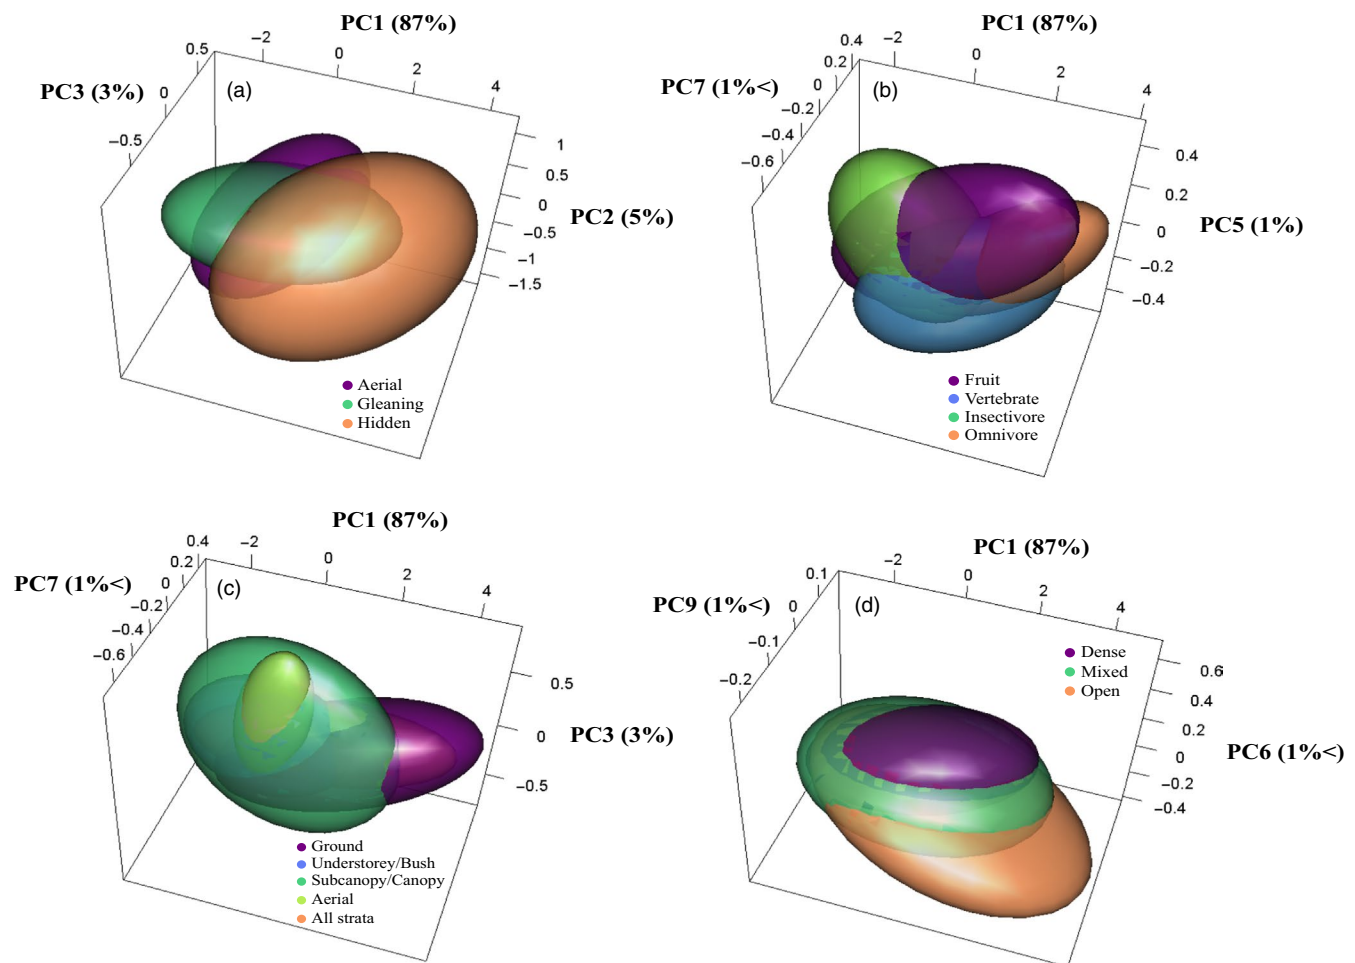 PC1 (87%)
−2
0
2
4
0.5
0
−0.5
PC3 (3%)
(a)
1
0.5
0
−0.5
−1
−1.5
PC2 (5%)
Aerial
Gleaning
Hidden
PC1 (87%)
−2
0
2
4
0.4
0.2
0
−0.2
−0.4
−0.6
PC7 (1%<)
(b)
0.4
0.2
0
−0.2
−0.4
PC5 (1%)
Fruit
Vertebrate
Insectivore
Omnivore
PC1 (87%)
−2
0
2
4
0.4
0.2
0
−0.2
−0.4
−0.6
PC7 (1%<)
(c)
0.5
0
−0.5
PC3 (3%)
Ground
Understorey/Bush
Subcanopy/Canopy
Aerial
All strata
PC1 (87%)
−2
0
2
4
0.1
0
−0.1
−0.2
PC9 (1%<)
(d)
Dense
Mixed
Open
0.6
0.4
0.2
0
−0.2
−0.4
PC6 (1%<)